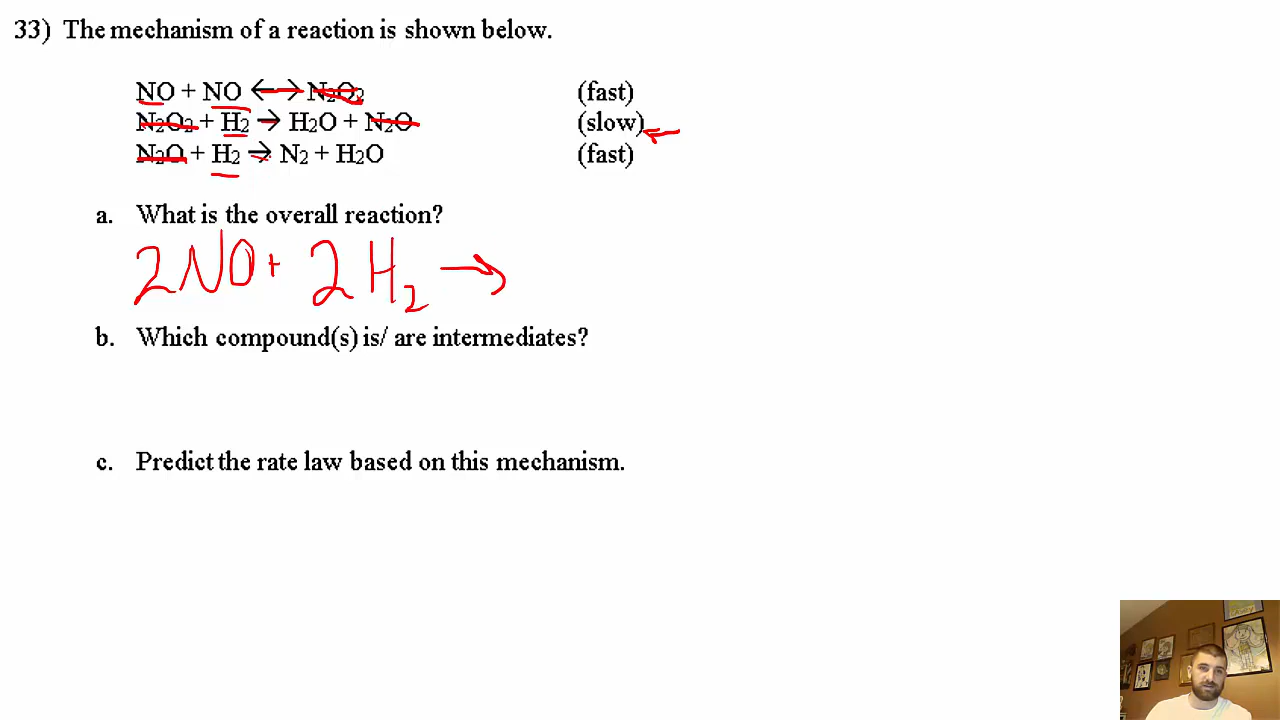 33) The mechanism of a reaction is shown below.
NO + NO ←→ N₂O₂ (fast)
N₂O₂ + H₂ → H₂O + N₂O (slow)
N₂O + H₂ → N₂ + H₂O (fast)
a. What is the overall reaction?
2NO + 2H₂ →
b. Which compound(s) is/ are intermediates?
c. Predict the rate law based on this mechanism.